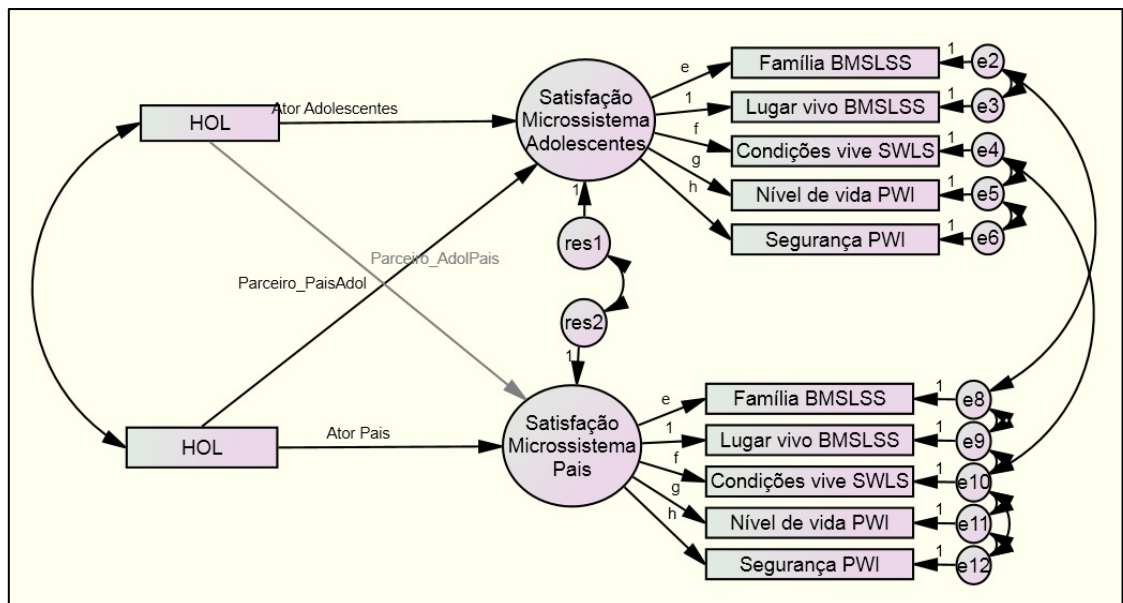 Ator Adolescentes
HOL
Satisfação
Microssistema
Adolescentes
e
1
f
g
h
Família BMSLSS
1
e2
Lugar vivo BMSLSS
1
e3
Condições vive SWLS
1
e4
Nível de vida PWI
1
e5
Segurança PWI
1
e6
Parceiro_AdolPais
Parceiro_PaisAdol
1
res1
res2
1
HOL
Ator Pais
Satisfação
Microssistema
Pais
e
1
f
g
h
Família BMSLSS
1
e8
Lugar vivo BMSLSS
1
e9
Condições vive SWLS
1
e10
Nível de vida PWI
1
e11
Segurança PWI
1
e12